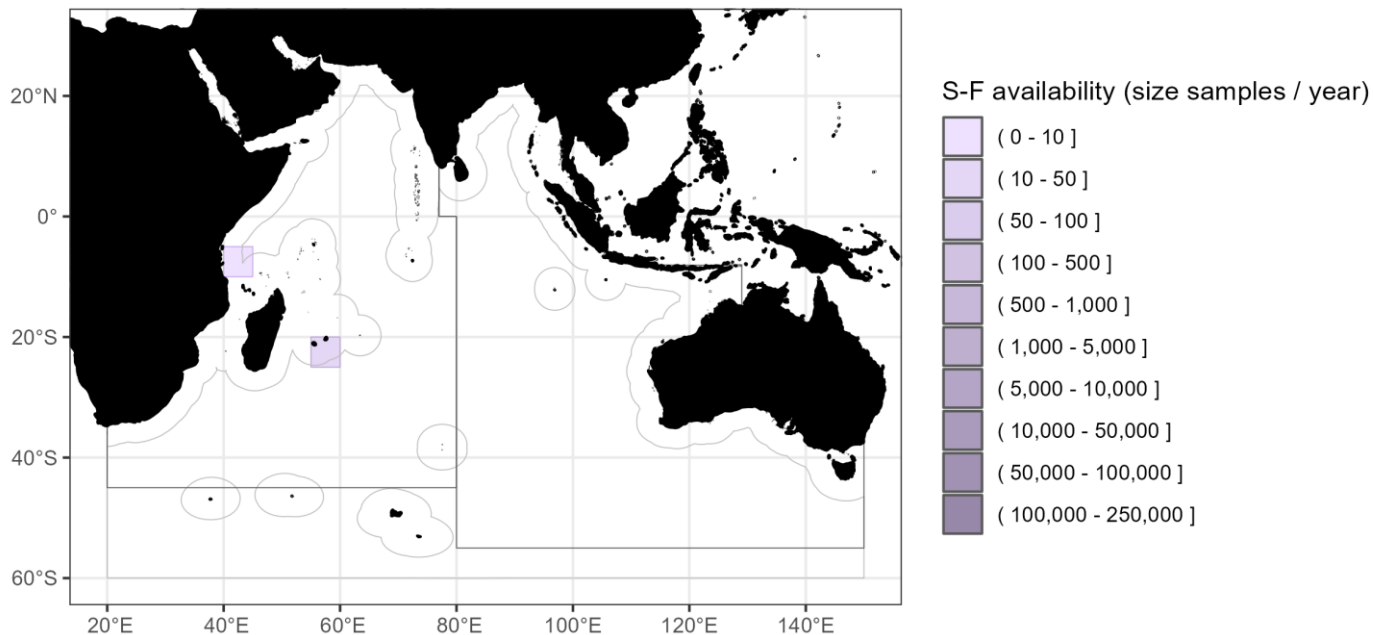 S-F availability (size samples / year)
( 0 - 10 ]
( 10 - 50 ]
( 50 - 100 ]
( 100 - 500 ]
( 500 - 1,000 ]
( 1,000 - 5,000 ]
( 5,000 - 10,000 ]
( 10,000 - 50,000 ]
( 50,000 - 100,000 ]
( 100,000 - 250,000 ]
20°N
0°
20°S
40°S
60°S
20°E 40°E 60°E 80°E 100°E 120°E 140°E